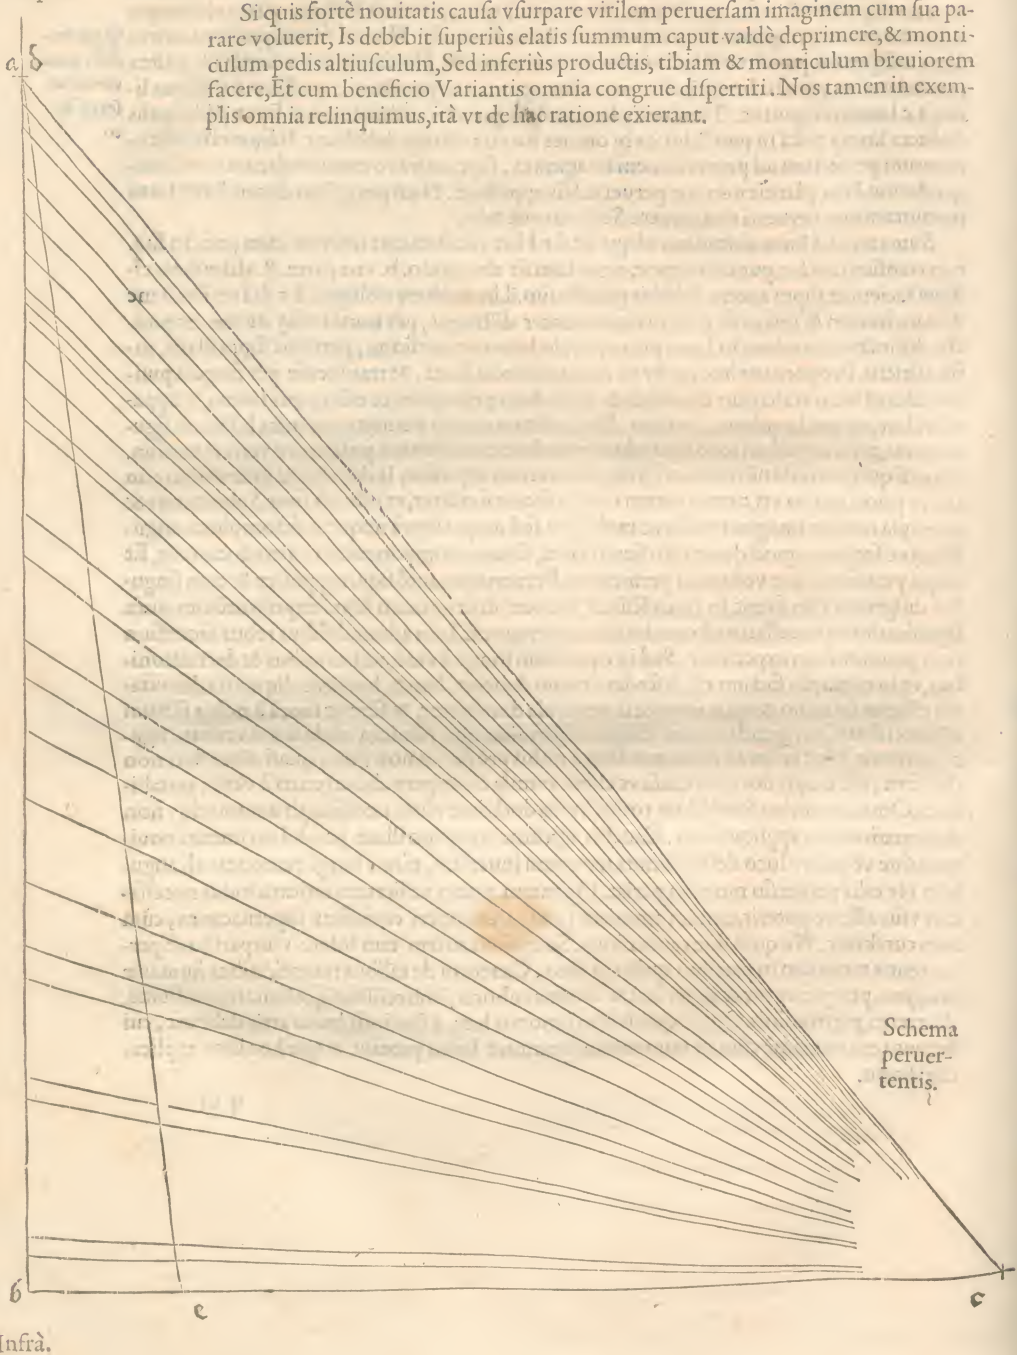 Si quis fortè nouitatis cauſa vſurpare virilem peruerſam imaginem cum ſua pa-
rare voluerit, Is debebit ſuperiùs elatis ſummum caput valdè deprimere, & monti-
culum pedis altiuſculum, Sed inferiùs productis, tibiam & monticulum breuiorem
facere, Et cum beneficio Variantis omnia congrue diſpertiri. Nos tamen in exem-
plis omnia relinquimus, ità vt de hac ratione exierant.
a δ
Schema
peruer-
tentis.
b
e
c
Infrà.